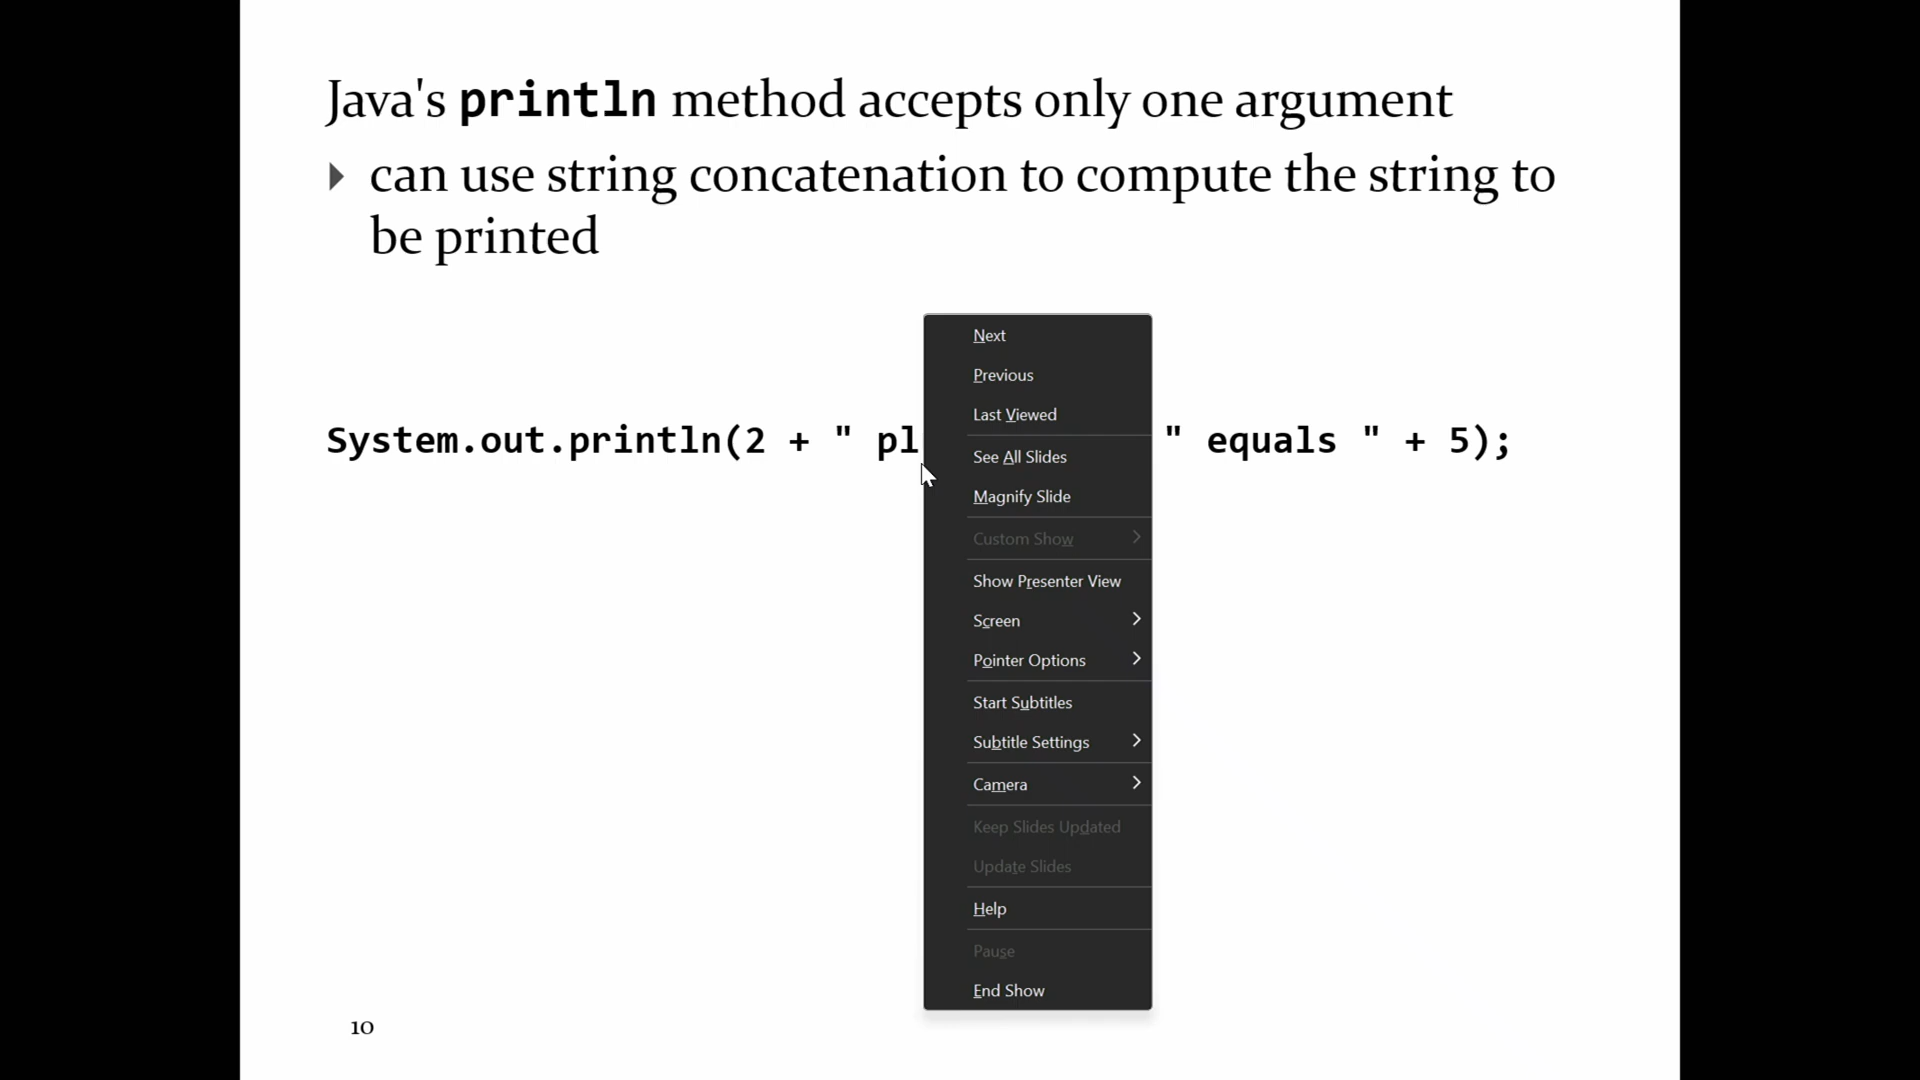 Java's println method accepts only one argument
can use string concatenation to compute the string to
be printed
System.out.println(2 + " pl " equals " + 5);
Next
Previous
Last Viewed
See All Slides
Magnify Slide
Custom Show
Show Presenter View
Screen
Pointer Options
Start Subtitles
Subtitle Settings
Camera
Keep Slides Updated
Update Slides
Help
Pause
End Show
10